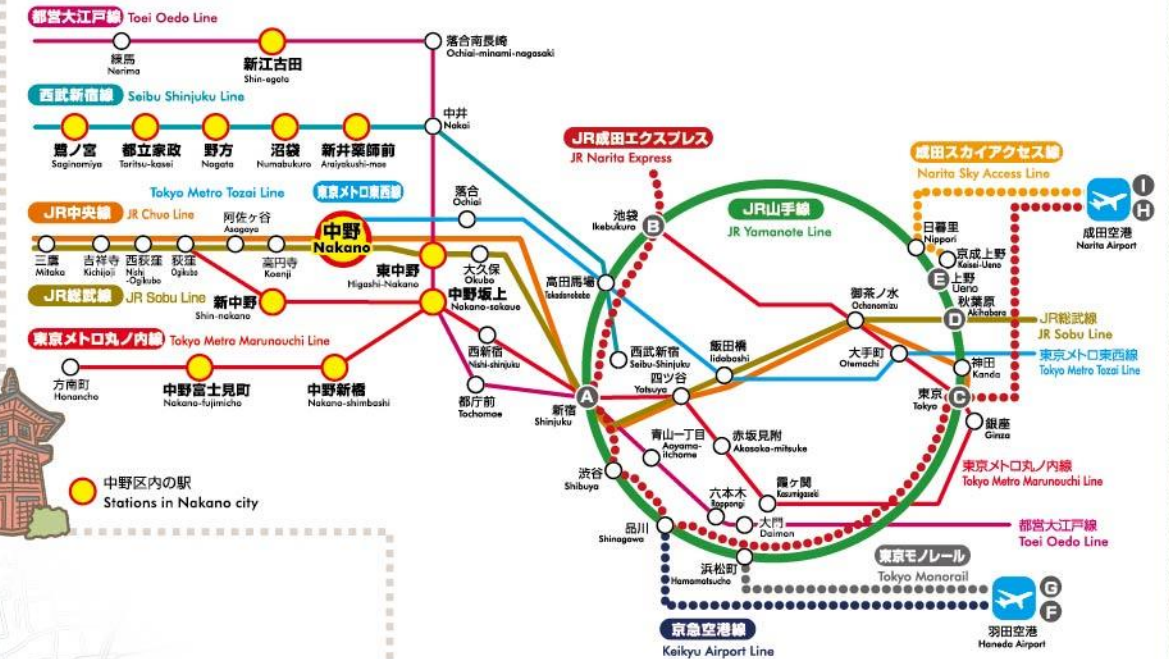 都営大江戸線 Toei Oedo Line
練馬
Nerima
新江古田
Shin-egota
落合南長崎
Ochiai-minami-nagasaki
西武新宿線 Seibu Shinjuku Line
鷺ノ宮
Saginomiya
都立家政
Toritsu-kasei
野方
Nogata
沼袋
Numabukuro
新井薬師前
Araiyakushi-mae
中井
Nakai
Tokyo Metro Tozai Line
東京メトロ東西線
落合
Ochiai
JR中央線 JR Chuo Line
三鷹
Mitaka
吉祥寺
Kichijoji
西荻窪
Nishi
-Ogikubo
荻窪
Ogikubo
阿佐ヶ谷
Asagaya
高円寺
Koenji
中野
Nakano
東中野
Higashi-Nakano
大久保
Okubo
JR総武線 JR Sobu Line
新中野
Shin-nakano
中野坂上
Nakano-sakaue
東京メトロ丸ノ内線 Tokyo Metro Marunouchi Line
方南町
Honancho
中野富士見町
Nakano-fujimicho
中野新橋
Nakano-shimbashi
西新宿
Nishi-shinjuku
都庁前
Tochomae
中野区内の駅
Stations in Nakano city
JR成田エクスプレス
JR Narita Express
池袋
Ikebukuro
B
JR山手線
JR Yamanote Line
高田馬場
Takadanobaba
西武新宿
Seibu-Shinjuku
新宿
Shinjuku
A
四ツ谷
Yotsuya
飯田橋
Iidabashi
御茶ノ水
Ochanomizu
大手町
Otemachi
成田スカイアクセス線
Narita Sky Access Line
日暮里
Nippori
京成上野
Keisei-Ueno
E
上野
Ueno
秋葉原
Akihabara
D
神田
Kanda
東京
Tokyo
C
銀座
Ginza
I
H
成田空港
Narita Airport
JR総武線
JR Sobu Line
東京メトロ東西線
Tokyo Metro Tozai Line
東京メトロ丸ノ内線
Tokyo Metro Marunouchi Line
都営大江戸線
Toei Oedo Line
青山一丁目
Aoyama-
itchome
赤坂見附
Akasaka-mitsuke
霞ヶ関
Kasumigaseki
六本木
Roppongi
大門
Daimon
渋谷
Shibuya
品川
Shinagawa
浜松町
Hamamatsucho
東京モノレール
Tokyo Monorail
京急空港線
Keikyu Airport Line
G
F
羽田空港
Haneda Airport